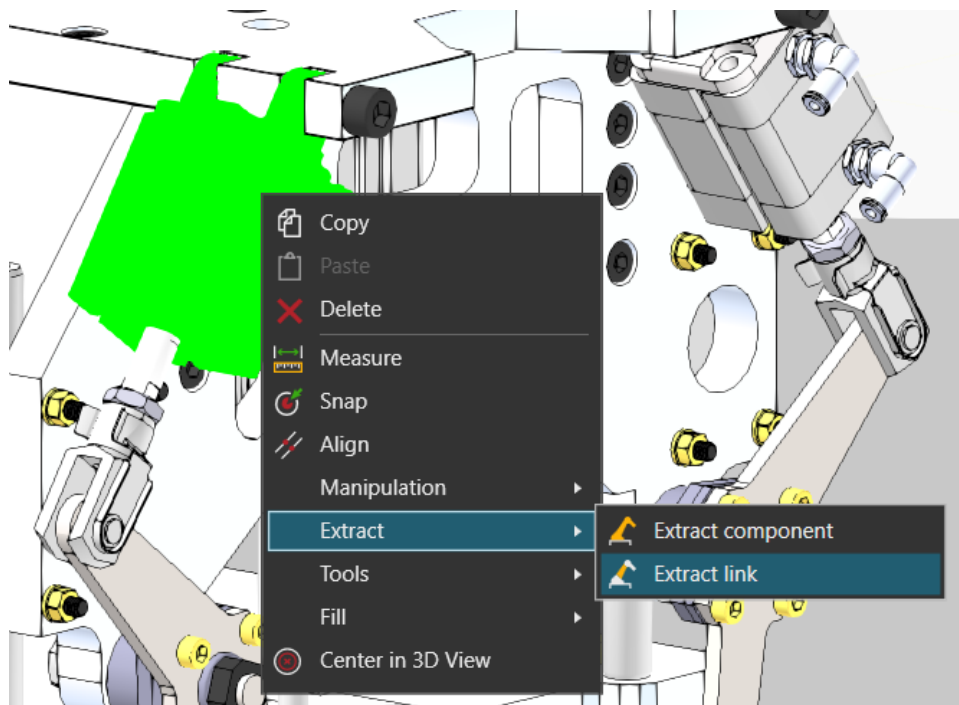 Copy
Paste
Delete
Measure
Snap
Align
Manipulation
Extract
Extract component
Extract link
Tools
Fill
Center in 3D View